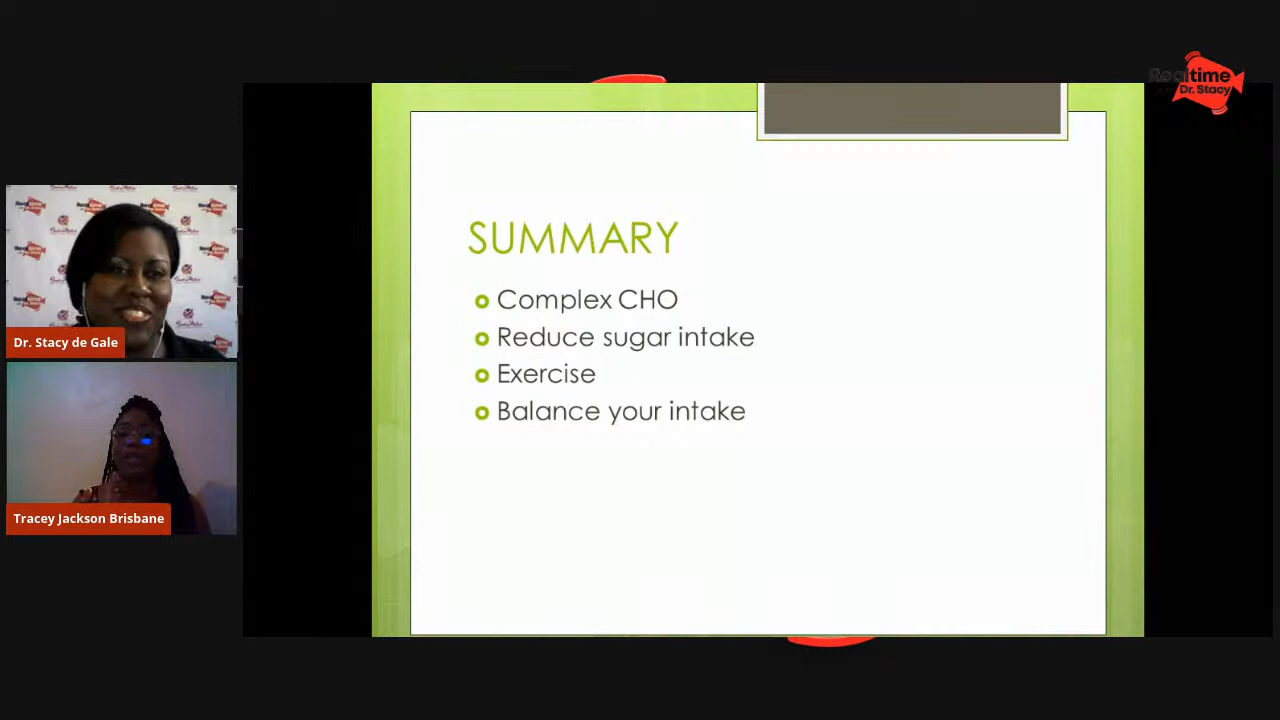 Realtime
Dr. Stacy
SUMMARY
Complex CHO
Reduce sugar intake
Exercise
Balance your intake
Dr. Stacy de Gale
Tracey Jackson Brisbane